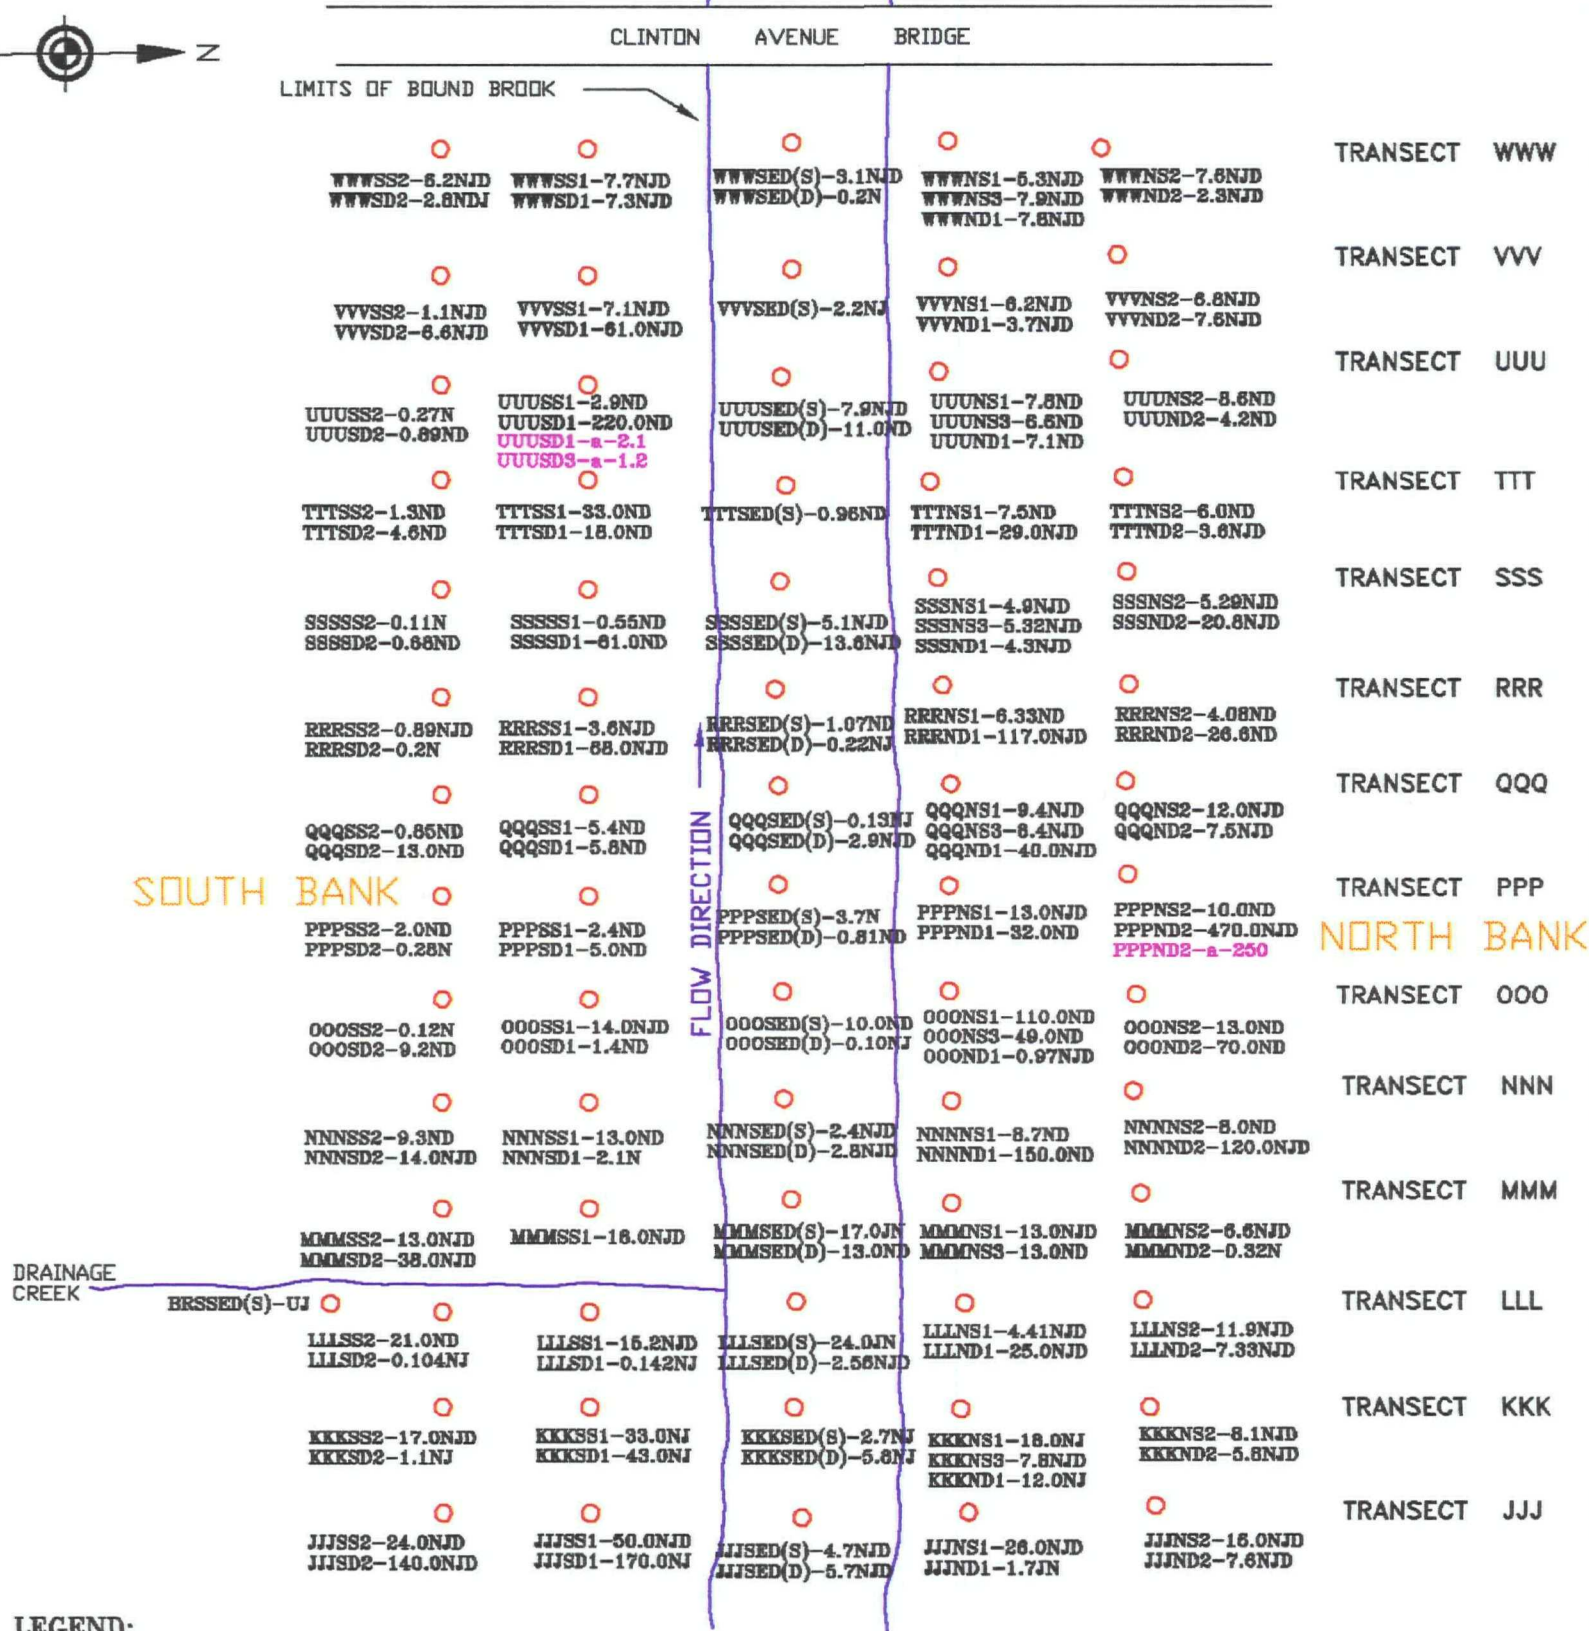 CLINTON AVENUE BRIDGE
N
LIMITS OF BOUND BROOK
TRANSECT WWW
WWWSS2-6.2NJD
WWWSD2-2.8NDJ
WWWSS1-7.7NJD
WWWSD1-7.3NJD
WWWSED(S)-3.1NJD
WWWSED(D)-0.2N
WWWNS1-5.3NJD
WWWNS3-7.9NJD
WWWND1-7.8NJD
WWWNS2-7.6NJD
WWWND2-2.3NJD
TRANSECT VVV
VVVSS2-1.1NJD
VVVSD2-6.6NJD
VVVSS1-7.1NJD
VVVSD1-61.0NJD
VVVSED(S)-2.2NJ
VVVNS1-6.2NJD
VVVND1-3.7NJD
VVVNS2-6.8NJD
VVVND2-7.6NJD
TRANSECT UUU
UUUSS2-0.27N
UUUSD2-0.89ND
UUUSS1-2.9ND
UUUSD1-220.0ND
UUUSD1-a-2.1
UUUSD3-a-1.2
UUUSED(S)-7.9NJD
UUUSED(D)-11.0ND
UUUNS1-7.8ND
UUUNS3-6.6ND
UUUND1-7.1ND
UUUNS2-8.6ND
UUUND2-4.2ND
TRANSECT TTT
TTTSS2-1.3ND
TTTSD2-4.6ND
TTTSS1-33.0ND
TTTSD1-18.0ND
TTTSED(S)-0.96ND
TTTNS1-7.5ND
TTTND1-29.0NJD
TTTNS2-6.0ND
TTTND2-3.6NJD
TRANSECT SSS
SSSSS2-0.11N
SSSSD2-0.68ND
SSSSS1-0.55ND
SSSSD1-61.0ND
SSSSED(S)-5.1NJD
SSSSED(D)-13.6NJD
SSSNS1-4.9NJD
SSSNS3-5.32NJD
SSSND1-4.3NJD
SSSNS2-5.29NJD
SSSND2-20.8NJD
TRANSECT RRR
RRRSS2-0.89NJD
RRRSD2-0.2N
RRRSS1-3.6NJD
RRRSD1-68.0NJD
RRRSED(S)-1.07ND
RRRSED(D)-0.22NJ
RRRNS1-6.33ND
RRRND1-117.0NJD
RRRNS2-4.08ND
RRRND2-26.6ND
TRANSECT QQQ
QQQSS2-0.85ND
QQQSD2-13.0ND
QQQSS1-5.4ND
QQQSD1-5.8ND
QQQSED(S)-0.13NJ
QQQSED(D)-2.9NJD
QQQNS1-9.4NJD
QQQNS3-8.4NJD
QQQND1-40.0NJD
QQQNS2-12.0NJD
QQQND2-7.5NJD
FLOW DIRECTION
SOUTH BANK
TRANSECT PPP
NORTH BANK
PPPSS2-2.0ND
PPPSD2-0.28N
PPPSS1-2.4ND
PPPSD1-5.0ND
PPPSED(S)-3.7N
PPPSED(D)-0.81ND
PPPNS1-13.0NJD
PPPND1-32.0ND
PPPNS2-10.0ND
PPPND2-470.0NJD
PPPND2-a-250
TRANSECT OOO
OOOSS2-0.12N
OOOSD2-9.2ND
OOOSS1-14.0NJD
OOOSD1-1.4ND
OOOSED(S)-10.0ND
OOOSED(D)-0.10NJ
OOONS1-110.0ND
OOONS3-49.0ND
OOOND1-0.97NJD
OOONS2-13.0ND
OOOND2-70.0ND
TRANSECT NNN
NNNSS2-9.3ND
NNNSD2-14.0NJD
NNNSS1-13.0ND
NNNSD1-2.1N
NNNSED(S)-2.4NJD
NNNSED(D)-2.8NJD
NNNNS1-8.7ND
NNNND1-150.0ND
NNNNS2-8.0ND
NNNND2-120.0NJD
TRANSECT MMM
MMMSS2-13.0NJD
MMMSD2-38.0NJD
MMMSS1-16.0NJD
MMMSED(S)-17.0JN
MMMSED(D)-13.0ND
MMMNS1-13.0NJD
MMMNS3-13.0ND
MMMNS2-6.6NJD
MMMND2-0.32N
DRAINAGE
CREEK
BRSSED(S)-UJ
TRANSECT LLL
LLLSS2-21.0ND
LLLSD2-0.104NJ
LLLSS1-15.2NJD
LLLSD1-0.142NJ
LLLSED(S)-24.0JN
LLLSED(D)-2.56NJD
LLLNS1-4.41NJD
LLLND1-25.0NJD
LLLNS2-11.9NJD
LLLND2-7.33NJD
TRANSECT KKK
KKKSS2-17.0NJD
KKKSD2-1.1NJ
KKKSS1-33.0NJ
KKKSD1-43.0NJ
KKKSED(S)-2.7NJ
KKKSED(D)-5.8NJ
KKKNS1-18.0NJ
KKKNS3-7.8NJD
KKKND1-12.0NJ
KKKNS2-8.1NJD
KKKND2-5.8NJD
TRANSECT JJJ
JJJSS2-24.0NJD
JJJSD2-140.0NJD
JJJSS1-50.0NJD
JJJSD1-170.0NJ
JJJSED(S)-4.7NJD
JJJSED(D)-5.7NJD
JJJNS1-26.0NJD
JJJND1-1.7JN
JJJNS2-16.0NJD
JJJND2-7.6NJD
LEGEND: